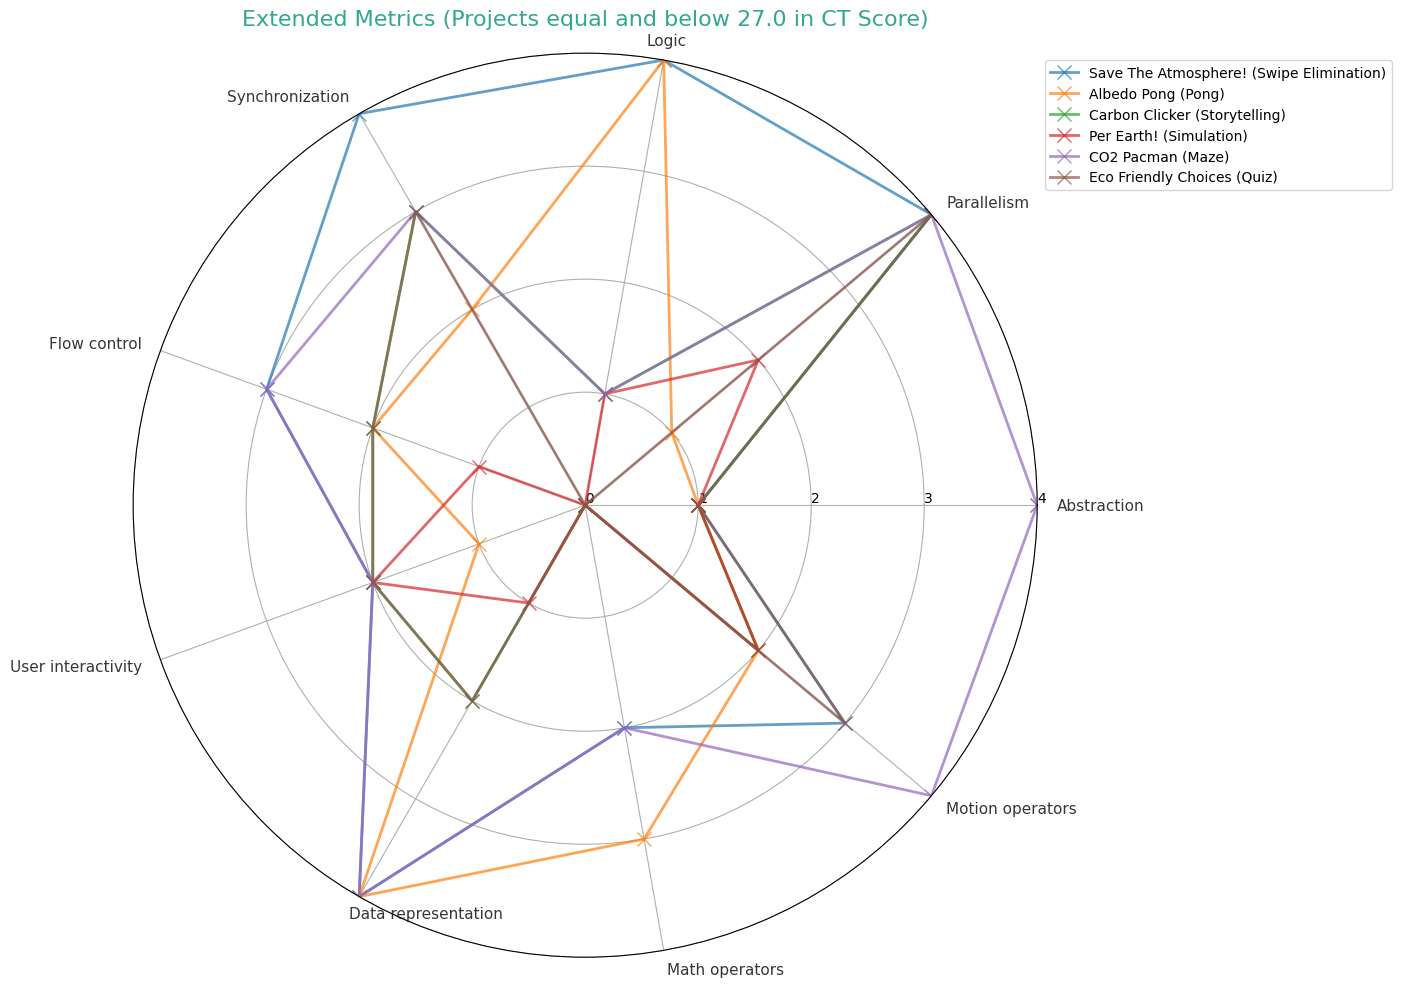 Extended Metrics (Projects equal and below 27.0 in CT Score)
Logic
Synchronization
Parallelism
Flow control
0
1
2
3
4
Abstraction
User interactivity
Motion operators
Data representation
Math operators
Save The Atmosphere! (Swipe Elimination)
Albedo Pong (Pong)
Carbon Clicker (Storytelling)
Per Earth! (Simulation)
CO2 Pacman (Maze)
Eco Friendly Choices (Quiz)